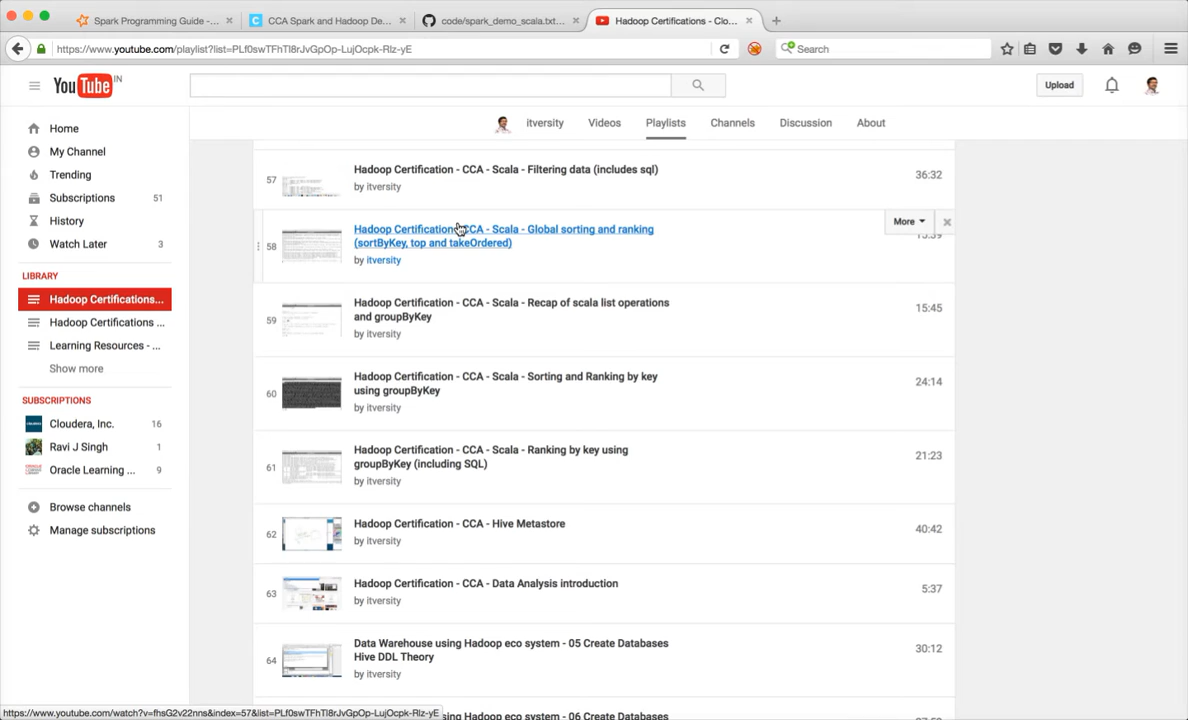 Spark Programming Guide -...
CCA Spark and Hadoop De...
code/spark_demo_scala.txt...
Hadoop Certifications - Clo...
https://www.youtube.com/playlist?list=PLf0swTFhTI8rJvGpOp-LujOcpk-RIz-yE
Search
YouTube IN
Upload
itversity
Videos
Playlists
Channels
Discussion
About
Home
My Channel
Trending
Subscriptions 51
History
Watch Later 3
LIBRARY
Hadoop Certifications...
Hadoop Certifications ...
Learning Resources - ...
Show more
SUBSCRIPTIONS
Cloudera, Inc. 16
Ravi J Singh 1
Oracle Learning ... 9
Browse channels
Manage subscriptions
57 Hadoop Certification - CCA - Scala - Filtering data (includes sql) 36:32
by itversity
58 Hadoop Certification - CCA - Scala - Global sorting and ranking
(sortByKey, top and takeOrdered)
by itversity
More
59 Hadoop Certification - CCA - Scala - Recap of scala list operations 15:45
and groupByKey
by itversity
60 Hadoop Certification - CCA - Scala - Sorting and Ranking by key 24:14
using groupByKey
by itversity
61 Hadoop Certification - CCA - Scala - Ranking by key using 21:23
groupByKey (including SQL)
by itversity
62 Hadoop Certification - CCA - Hive Metastore 40:42
by itversity
63 Hadoop Certification - CCA - Data Analysis introduction 5:37
by itversity
64 Data Warehouse using Hadoop eco system - 05 Create Databases 30:12
Hive DDL Theory
by itversity
ing Hadoop eco system - 06 Create Databases
https://www.youtube.com/watch?v=fhsG2v22nns&index=57&list=PLf0swTFhTI8rJvGpOp-LujOcpk-RIz-yE